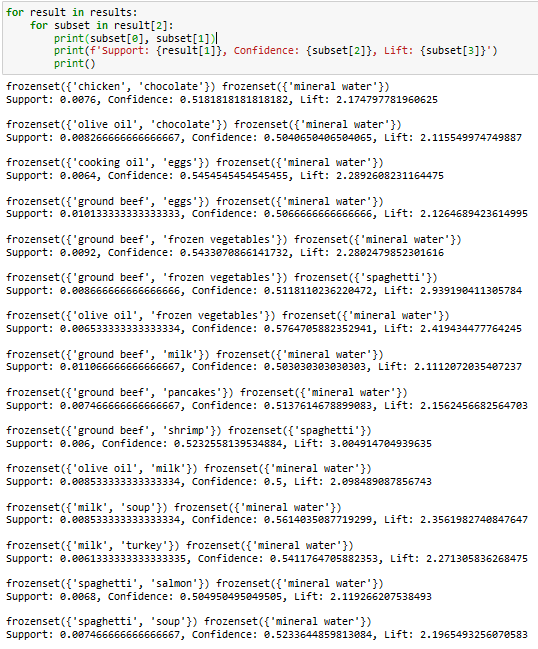 for result in results:
    for subset in result[2]:
        print(subset[0], subset[1])
        print(f'Support: {result[1]}, Confidence: {subset[2]}, Lift: {subset[3]}')
        print()
frozenset({'chicken', 'chocolate'}) frozenset({'mineral water'})
Support: 0.0076, Confidence: 0.5181818181818182, Lift: 2.174797781960625
frozenset({'olive oil', 'chocolate'}) frozenset({'mineral water'})
Support: 0.008266666666666667, Confidence: 0.5040650406504065, Lift: 2.115549974749887
frozenset({'cooking oil', 'eggs'}) frozenset({'mineral water'})
Support: 0.0064, Confidence: 0.5454545454545455, Lift: 2.2892608231164475
frozenset({'ground beef', 'eggs'}) frozenset({'mineral water'})
Support: 0.010133333333333333, Confidence: 0.5066666666666666, Lift: 2.1264689423614995
frozenset({'ground beef', 'frozen vegetables'}) frozenset({'mineral water'})
Support: 0.0092, Confidence: 0.5433070866141732, Lift: 2.2802479852301616
frozenset({'ground beef', 'frozen vegetables'}) frozenset({'spaghetti'})
Support: 0.008666666666666666, Confidence: 0.5118110236220472, Lift: 2.939190411305784
frozenset({'olive oil', 'frozen vegetables'}) frozenset({'mineral water'})
Support: 0.006533333333333334, Confidence: 0.5764705882352941, Lift: 2.419434477764245
frozenset({'ground beef', 'milk'}) frozenset({'mineral water'})
Support: 0.011066666666666667, Confidence: 0.503030303030303, Lift: 2.1112072035407237
frozenset({'ground beef', 'pancakes'}) frozenset({'mineral water'})
Support: 0.007466666666666667, Confidence: 0.5137614678899083, Lift: 2.1562456682564703
frozenset({'ground beef', 'shrimp'}) frozenset({'spaghetti'})
Support: 0.006, Confidence: 0.5232558139534884, Lift: 3.004914704939635
frozenset({'olive oil', 'milk'}) frozenset({'mineral water'})
Support: 0.008533333333333334, Confidence: 0.5, Lift: 2.098489087856743
frozenset({'milk', 'soup'}) frozenset({'mineral water'})
Support: 0.008533333333333334, Confidence: 0.5614035087719299, Lift: 2.3561982740847647
frozenset({'milk', 'turkey'}) frozenset({'mineral water'})
Support: 0.0061333333333333335, Confidence: 0.5411764705882353, Lift: 2.271305836268475
frozenset({'spaghetti', 'salmon'}) frozenset({'mineral water'})
Support: 0.0068, Confidence: 0.504950495049505, Lift: 2.119266207538493
frozenset({'spaghetti', 'soup'}) frozenset({'mineral water'})
Support: 0.007466666666666667, Confidence: 0.5233644859813084, Lift: 2.1965493256070583